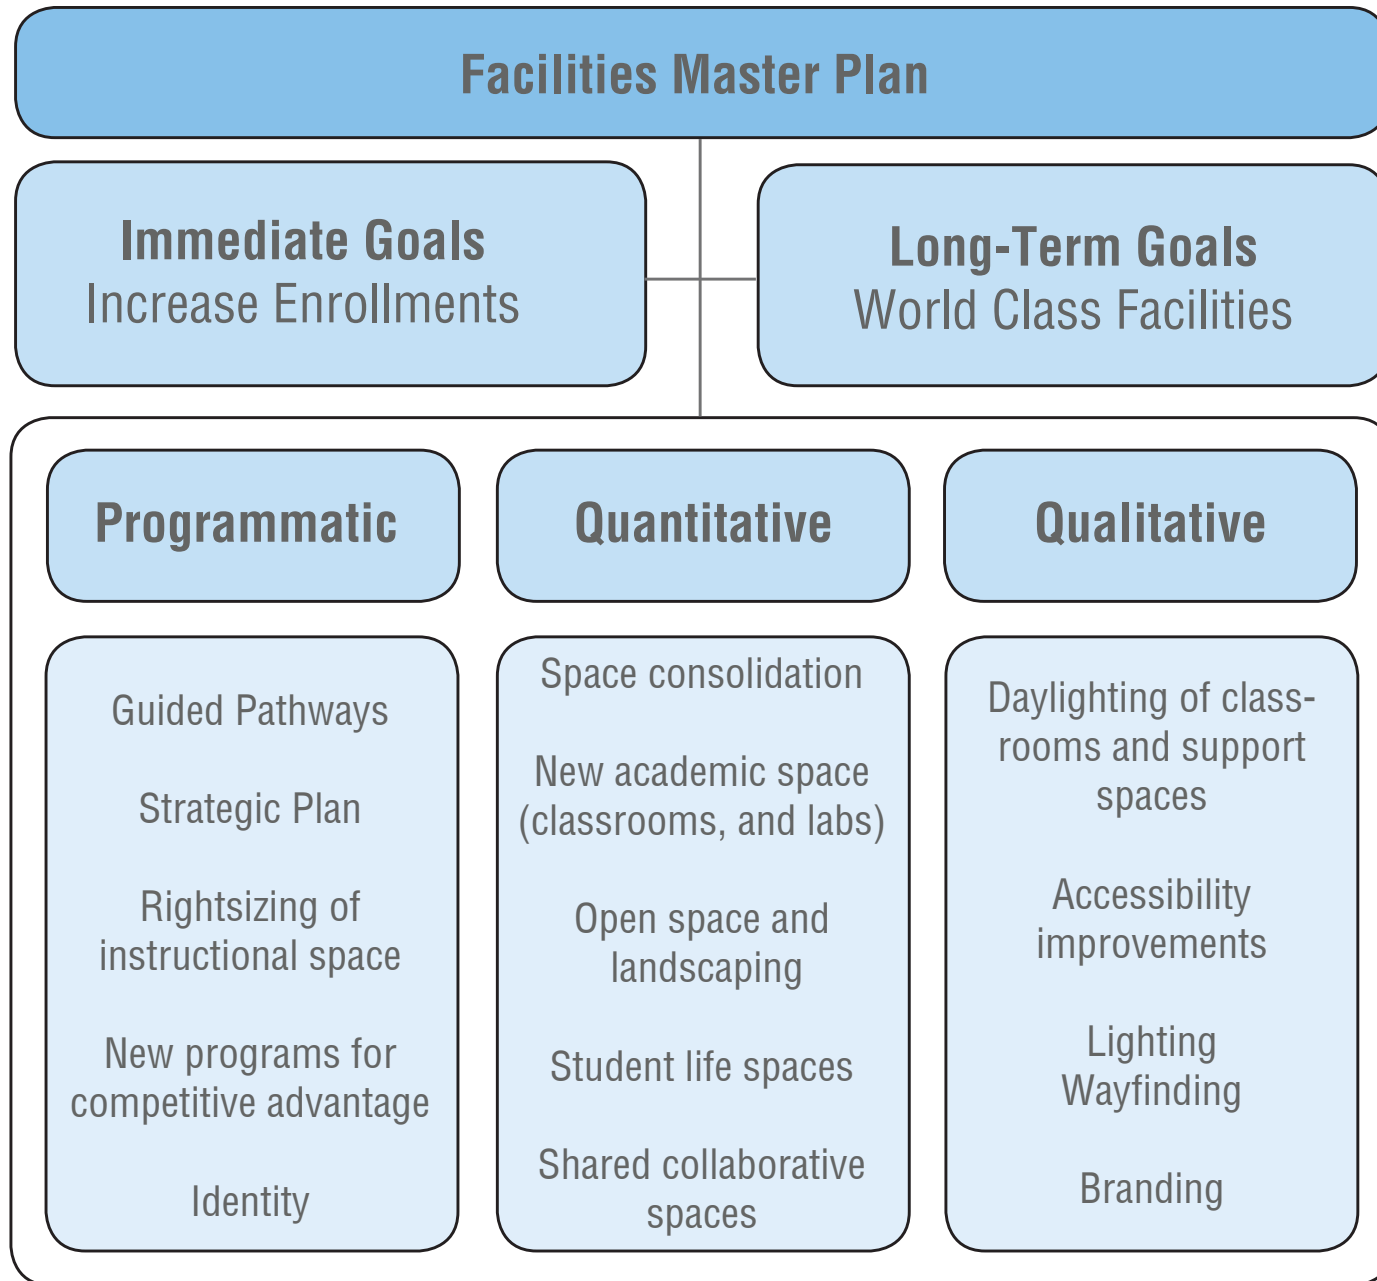 Facilities Master Plan
Immediate Goals
Increase Enrollments
Long-Term Goals
World Class Facilities
Programmatic
Guided Pathways
Strategic Plan
Rightsizing of
instructional space
New programs for
competitive advantage
Identity
Quantitative
Space consolidation
New academic space
(classrooms, and labs)
Open space and
landscaping
Student life spaces
Shared collaborative
spaces
Qualitative
Daylighting of class-
rooms and support
spaces
Accessibility
improvements
Lighting
Wayfinding
Branding